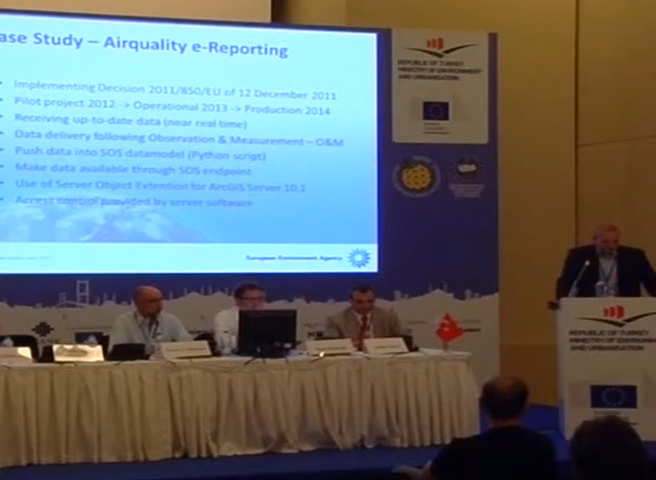 ase Study – Airquality e-Reporting
Implementing Decision 2011/850/EU of 12 December 2011
Pilot project 2012 -> Operational 2013 -> Production 2014
Receiving up-to-date data (near real time)
Data delivery following Observation & Measurement – O&M
Push data into SOS datamodel (Python script)
Make data available through SOS endpoint
Use of Server Object Extention for ArcGIS Server 10.1
Access control provided by server software
European Environment Agency
REPUBLIC OF TURKEY
MINISTRY OF ENVIRONMENT
AND URBANISATION
REPUBLIC OF TURKEY
MINISTRY OF ENVIRONM
AND URBANISATION